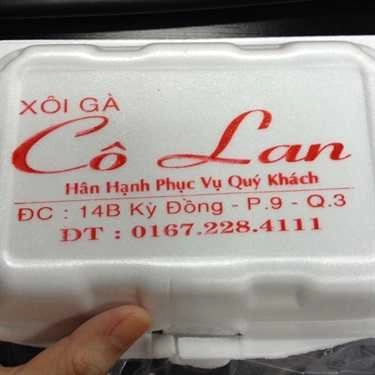 XÔI GÀ
Cô Lan
Hân Hạnh Phục Vụ Quý Khách
ĐC : 14B Kỳ Đồng - P.9 - Q.3
ĐT : 0167.228.4111